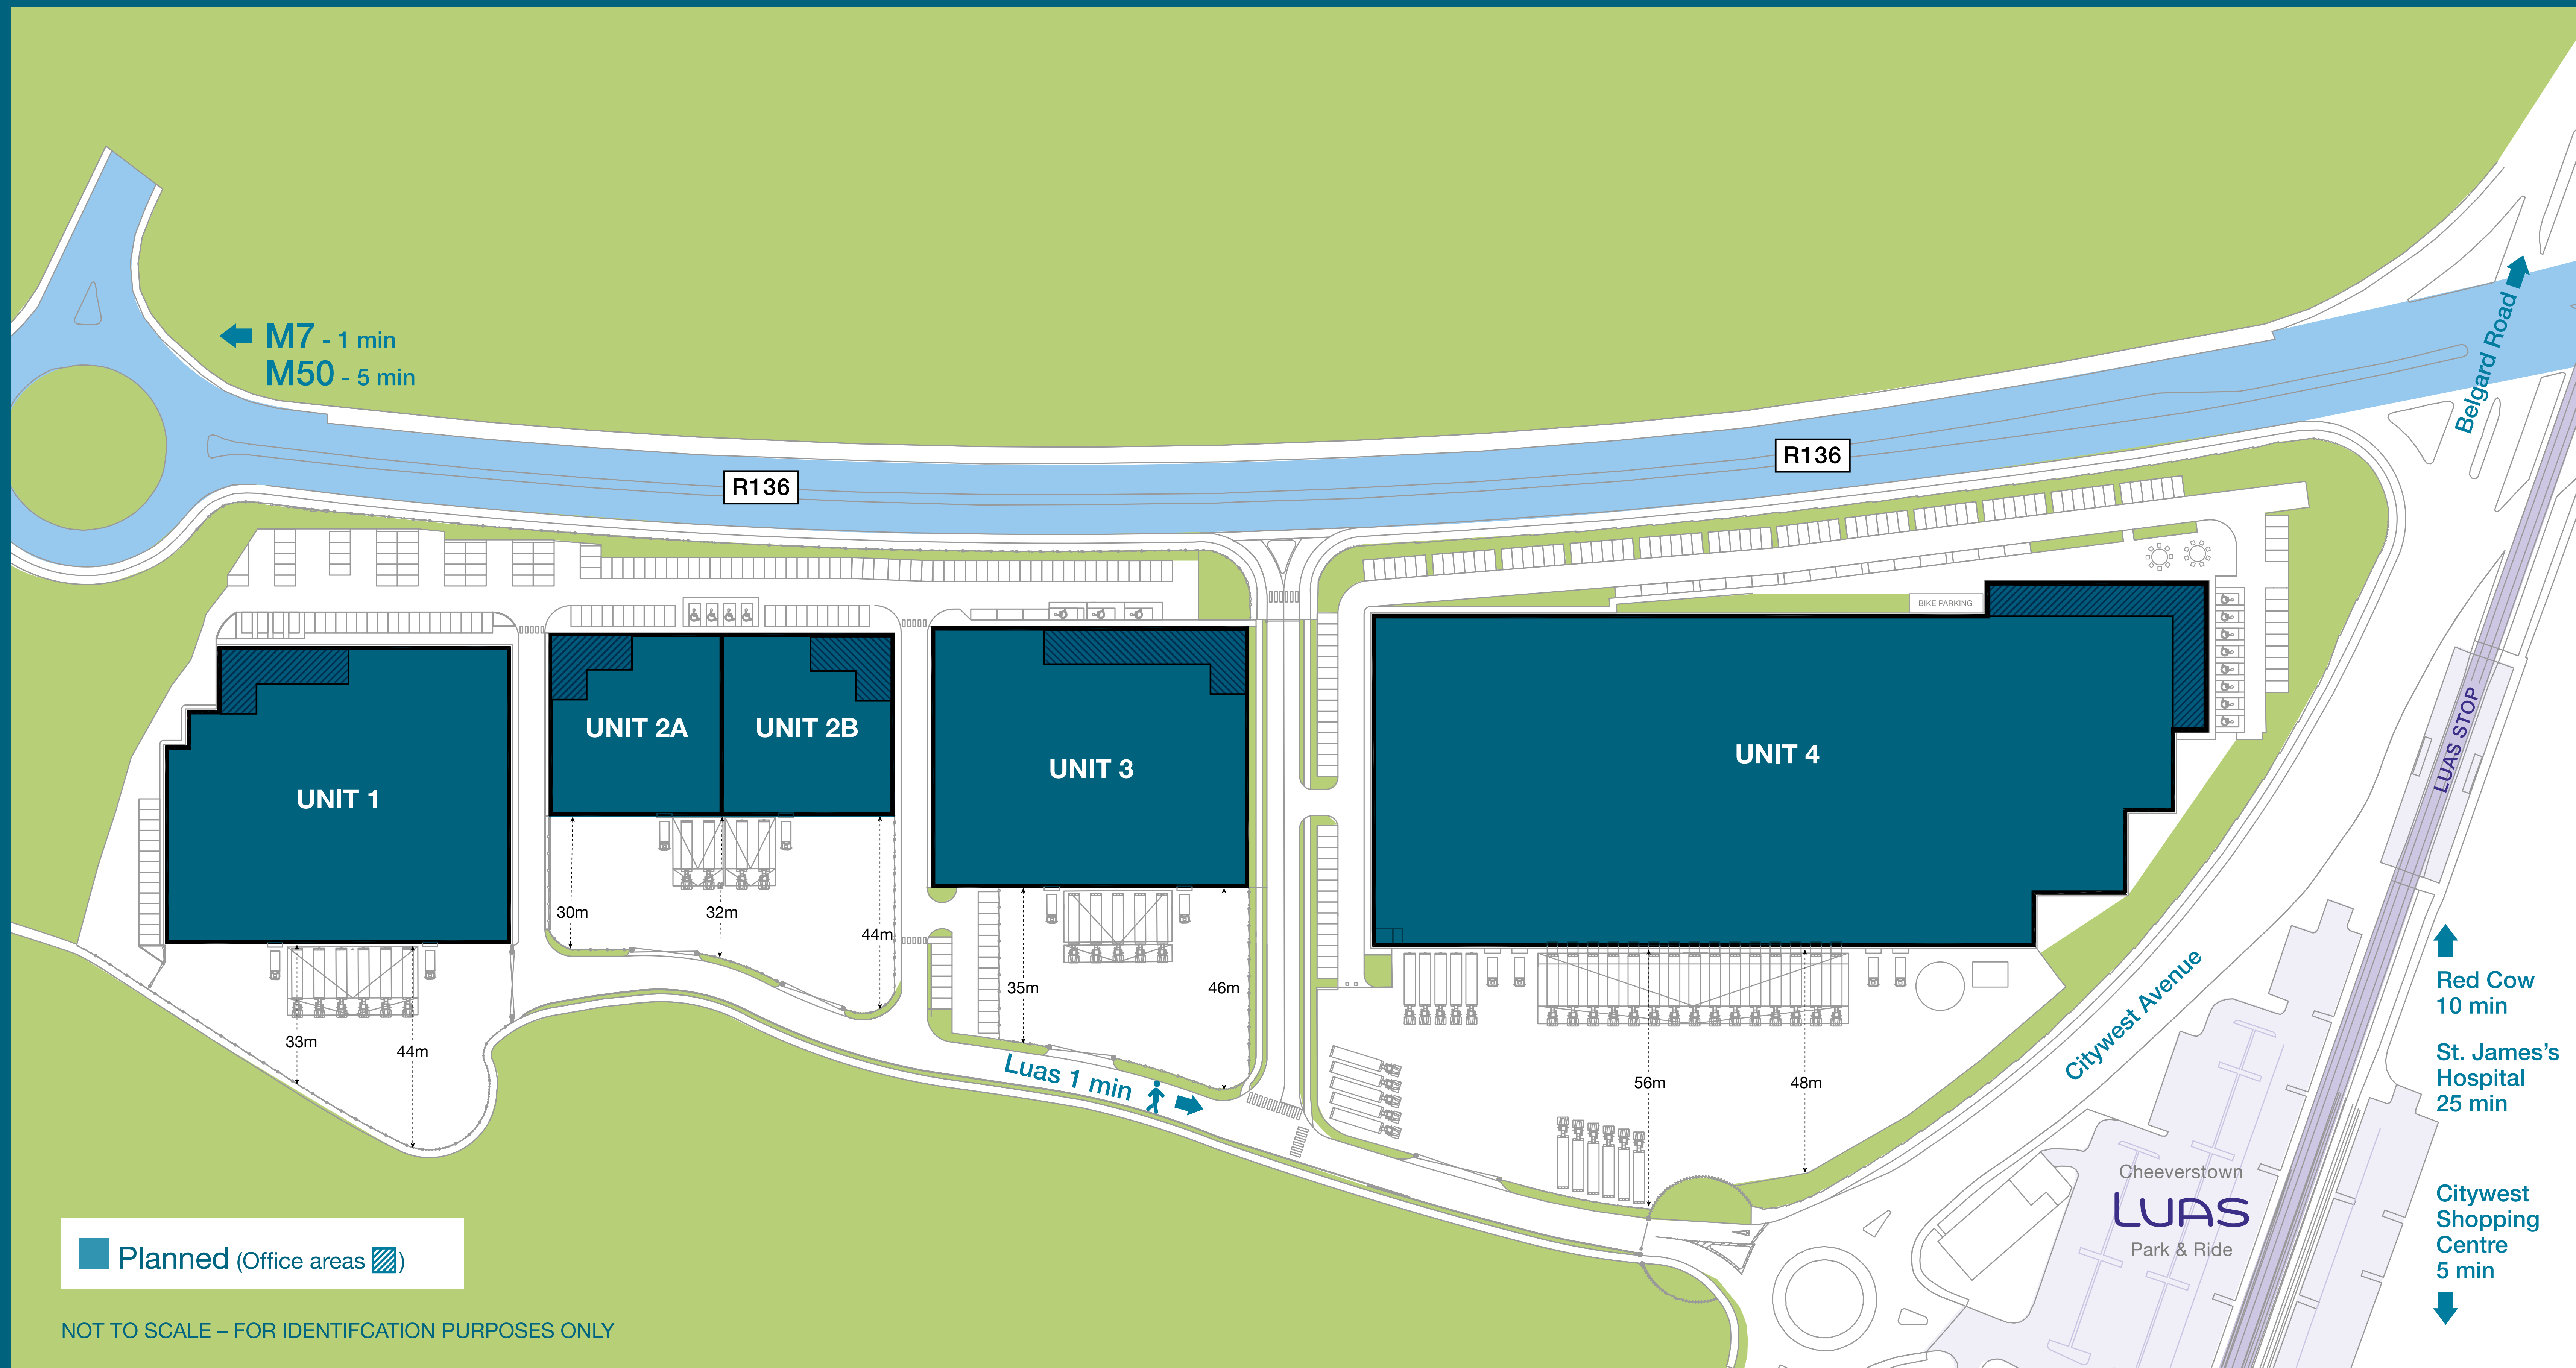 M7 - 1 min
M50 - 5 min
R136
R136
Belgard Road
BIKE PARKING
UNIT 1
UNIT 2A
UNIT 2B
UNIT 3
UNIT 4
LUAS STOP
30m
32m
44m
35m
46m
33m
44m
56m
48m
Luas 1 min
Citywest Avenue
Red Cow
10 min
St. James’s
Hospital
25 min
Cheeverstown
LUAS
Park & Ride
Citywest
Shopping
Centre
5 min
Planned (Office areas )
NOT TO SCALE – FOR IDENTIFCATION PURPOSES ONLY